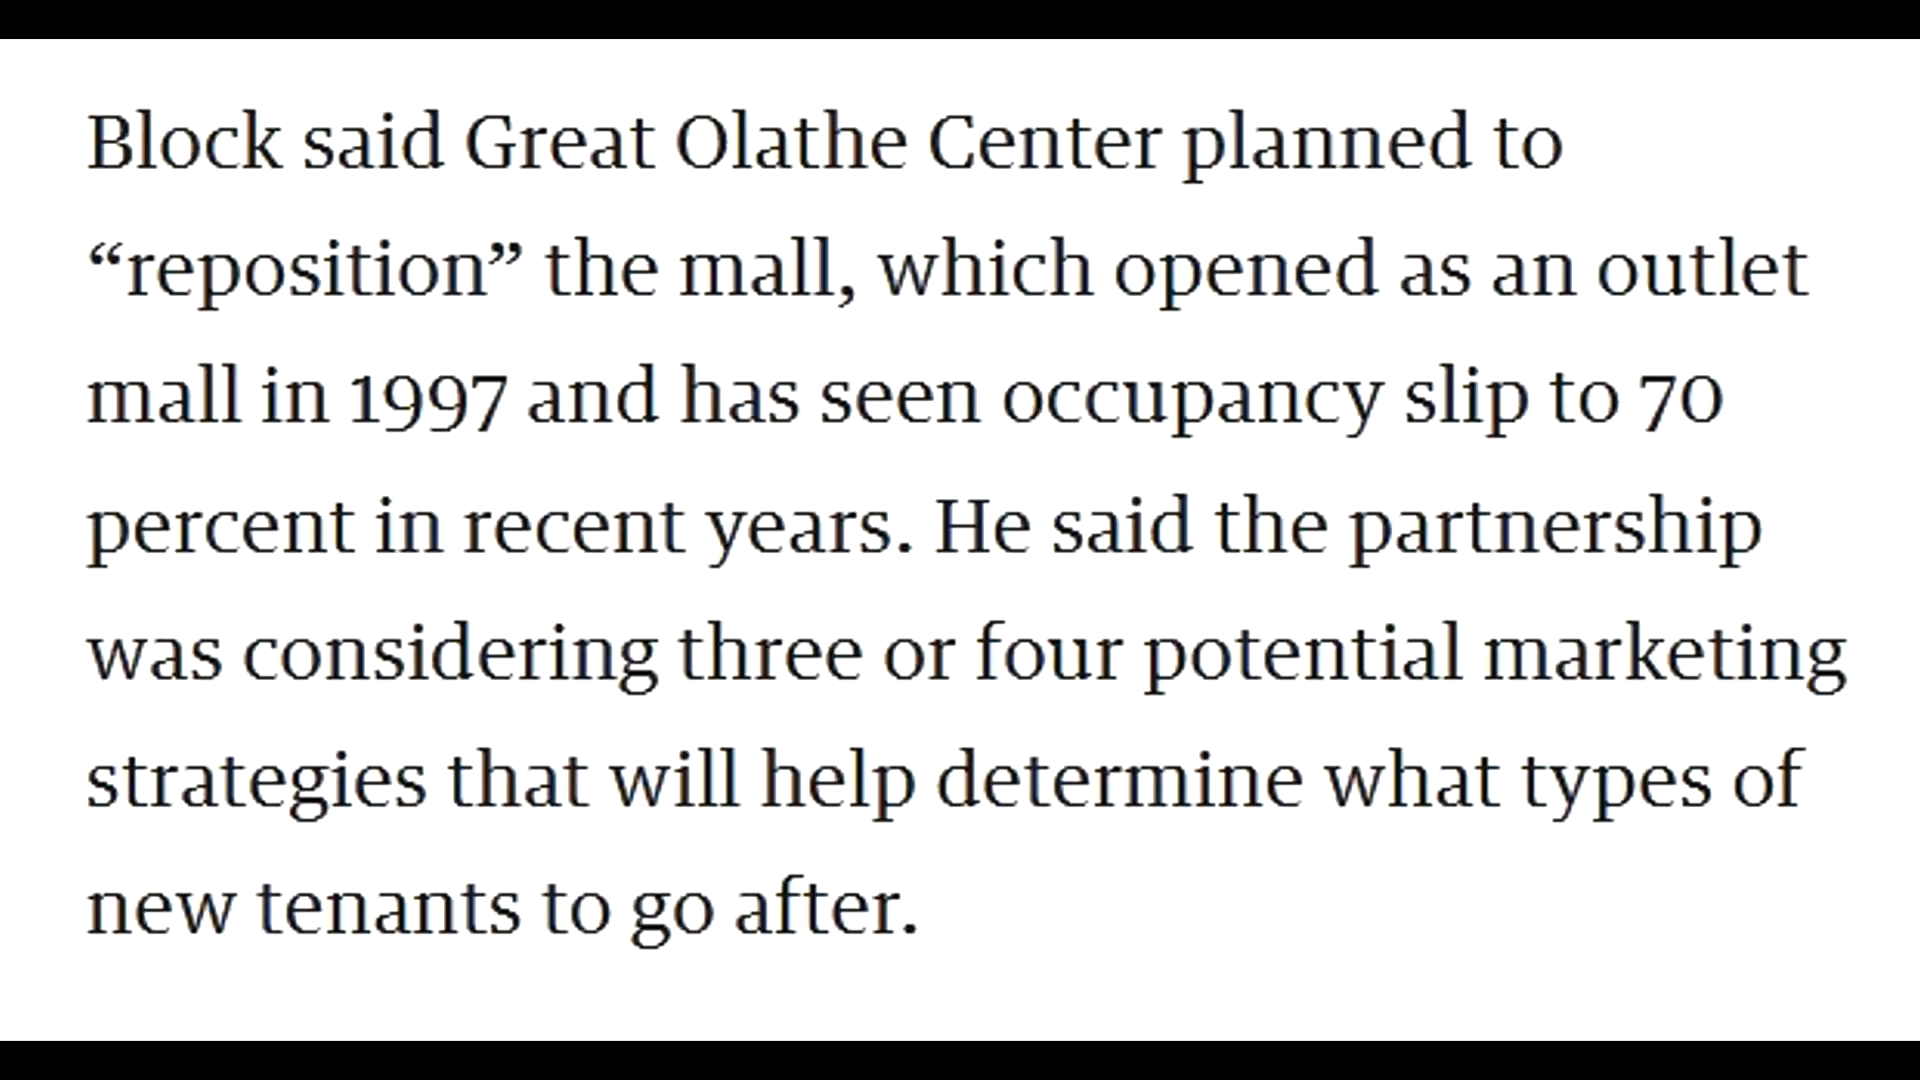 Block said Great Olathe Center planned to
“reposition” the mall, which opened as an outlet
mall in 1997 and has seen occupancy slip to 70
percent in recent years. He said the partnership
was considering three or four potential marketing
strategies that will help determine what types of
new tenants to go after.